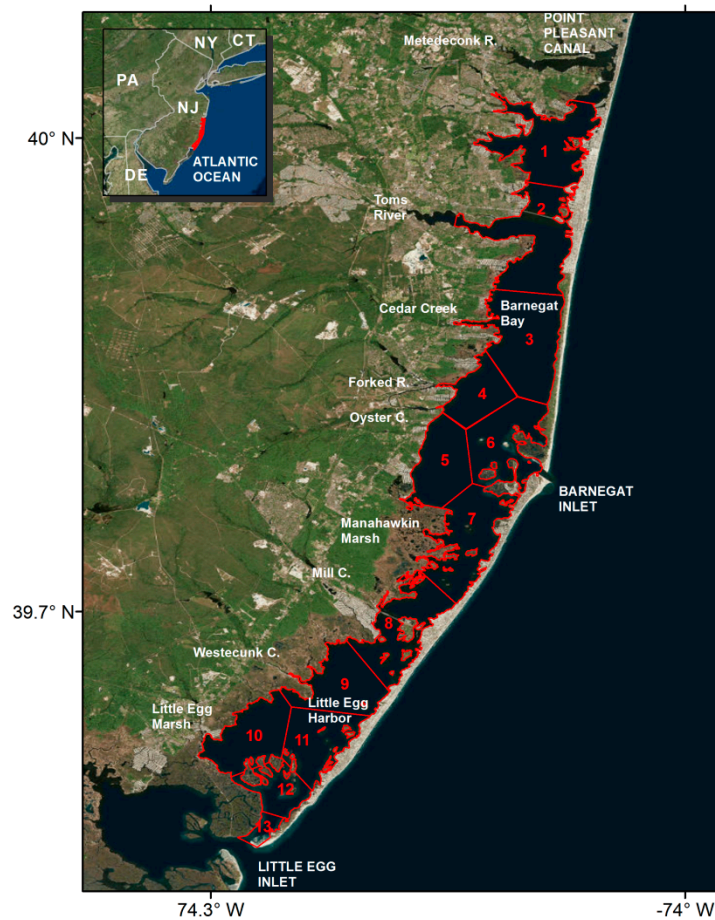 POINT
PLEASANT
CANAL
Metedeconk R.
NY
CT
PA
NJ
ATLANTIC
OCEAN
DE
40° N
1
2
Toms
River
Cedar Creek
Barnegat
Bay
3
Forked R.
4
Oyster C.
6
5
BARNEGAT
INLET
7
Manahawkin
Marsh
Mill C.
39.7° N
8
Westecunk C.
9
Little Egg
Harbor
Little Egg
Marsh
10
11
12
13
LITTLE EGG
INLET
74.3° W
-74° W